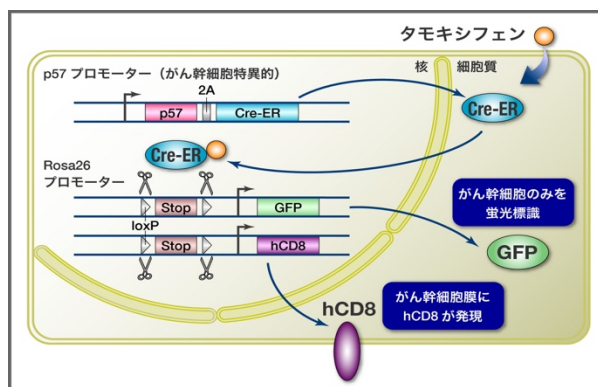 タモキシフェン
p57 プロモーター（がん幹細胞特異的）
核
細胞質
2A
p57
Cre-ER
Cre-ER
Cre-ER
Rosa26
プロモーター
Stop
GFP
loxP
Stop
hCD8
がん幹細胞のみを
蛍光標識
GFP
hCD8
がん幹細胞膜に
hCD8 が発現